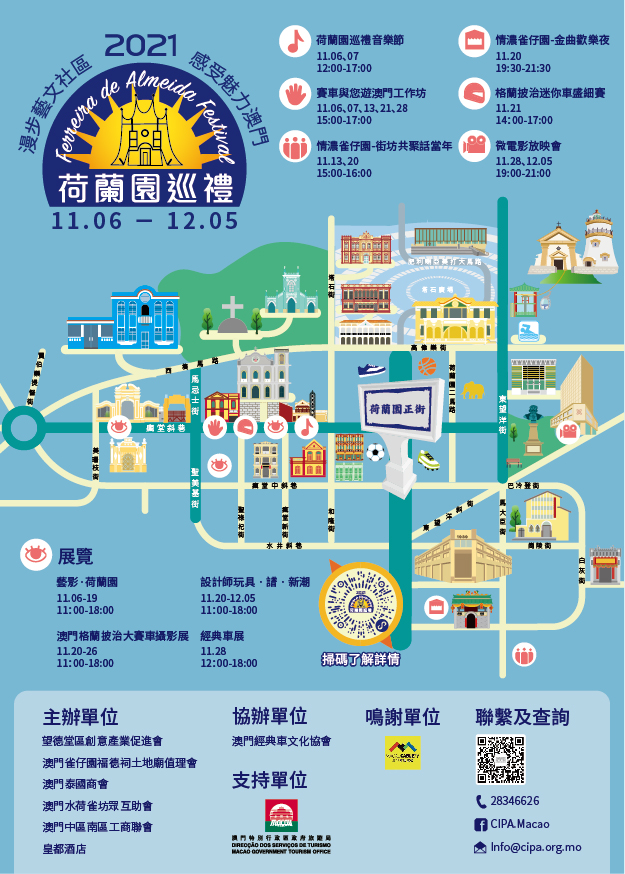 2021
漫步藝文社區
感受魅力澳門
Ferreira de Almeida Festival
荷蘭園巡禮
11.06 － 12.05
荷蘭園巡禮音樂節
11.06、07
12:00-17:00
情濃雀仔園-金曲歡樂夜
11.20
19:30-21:30
賽車與您遊澳門工作坊
11.06、07、13、21、28
15:00-17:00
格蘭披治迷你車盛細賽
11.21
14:00-17:00
情濃雀仔園-街坊共聚話當年
11.13、20
15:00-16:00
微電影放映會
11.28、12.05
19:00-21:00
肥利喇亞美打大馬路
塔石街
塔石廣場
高偉樂街
西墳馬路
馬忌士街
荷蘭園二馬路
東望洋街
荷蘭園正街
瘋堂斜巷
美珊枝街
聖美基街
瘋堂中斜巷
巴冷登街
聖祿杞街
瘋堂新街
和隆街
東望洋斜街
馬大臣街
水井斜巷
蘭陵街
白灰街
展覽
藝影·荷蘭園
11.06-19
11:00-18:00
設計師玩具·譜·新潮
11.20-12.05
11:00-18:00
澳門格蘭披治大賽車攝影展
11.20-26
11:00-18:00
經典車展
11.28
12:00-18:00
掃碼了解詳情
主辦單位
望德堂區創意產業促進會
澳門雀仔園福德祠土地廟值理會
澳門泰國商會
澳門水荷雀坊眾互助會
澳門中區南區工商聯會
皇都酒店
協辦單位
澳門經典車文化協會
支持單位
澳門特別行政區政府旅遊局
DIRECÇÃO DOS SERVIÇOS DE TURISMO
MACAO GOVERNMENT TOURISM OFFICE
鳴謝單位
聯繫及查詢
28346626
CIPA.Macao
Info@cipa.org.mo